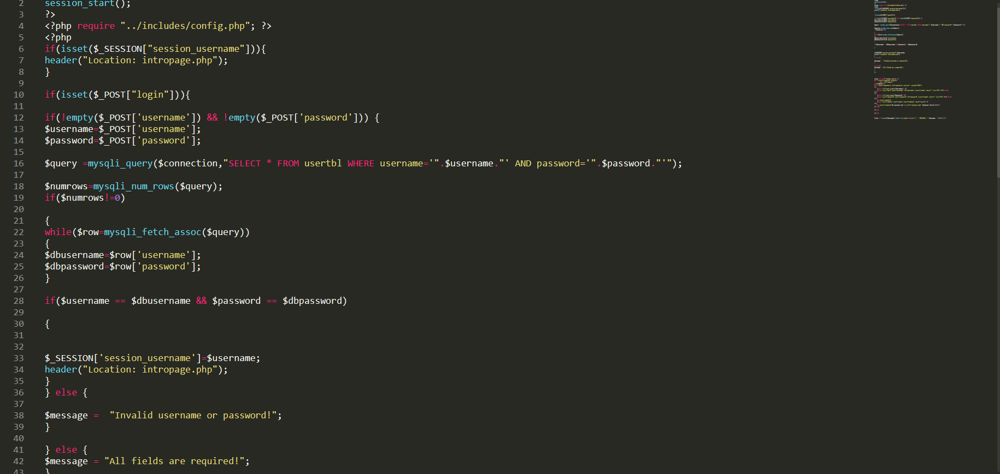 2 session_start();
3 ?>
4 <?php require "../includes/config.php"; ?>
5 <?php
6 if(isset($_SESSION["session_username"])){
7 header("Location: intropage.php");
8 }
9
10 if(isset($_POST["login"])){
11
12 if(!empty($_POST['username']) && !empty($_POST['password'])) {
13 $username=$_POST['username'];
14 $password=$_POST['password'];
15
16 $query =mysqli_query($connection,"SELECT * FROM usertbl WHERE username='".$username."' AND password='".$password."'");
17
18 $numrows=mysqli_num_rows($query);
19 if($numrows!=0)
20
21 {
22 while($row=mysqli_fetch_assoc($query))
23 {
24 $dbusername=$row['username'];
25 $dbpassword=$row['password'];
26 }
27
28 if($username == $dbusername && $password == $dbpassword)
29
30 {
31
32
33 $_SESSION['session_username']=$username;
34 header("Location: intropage.php");
35 }
36 } else {
37
38 $message =  "Invalid username or password!";
39 }
40
41 } else {
42 $message = "All fields are required!";
43 }